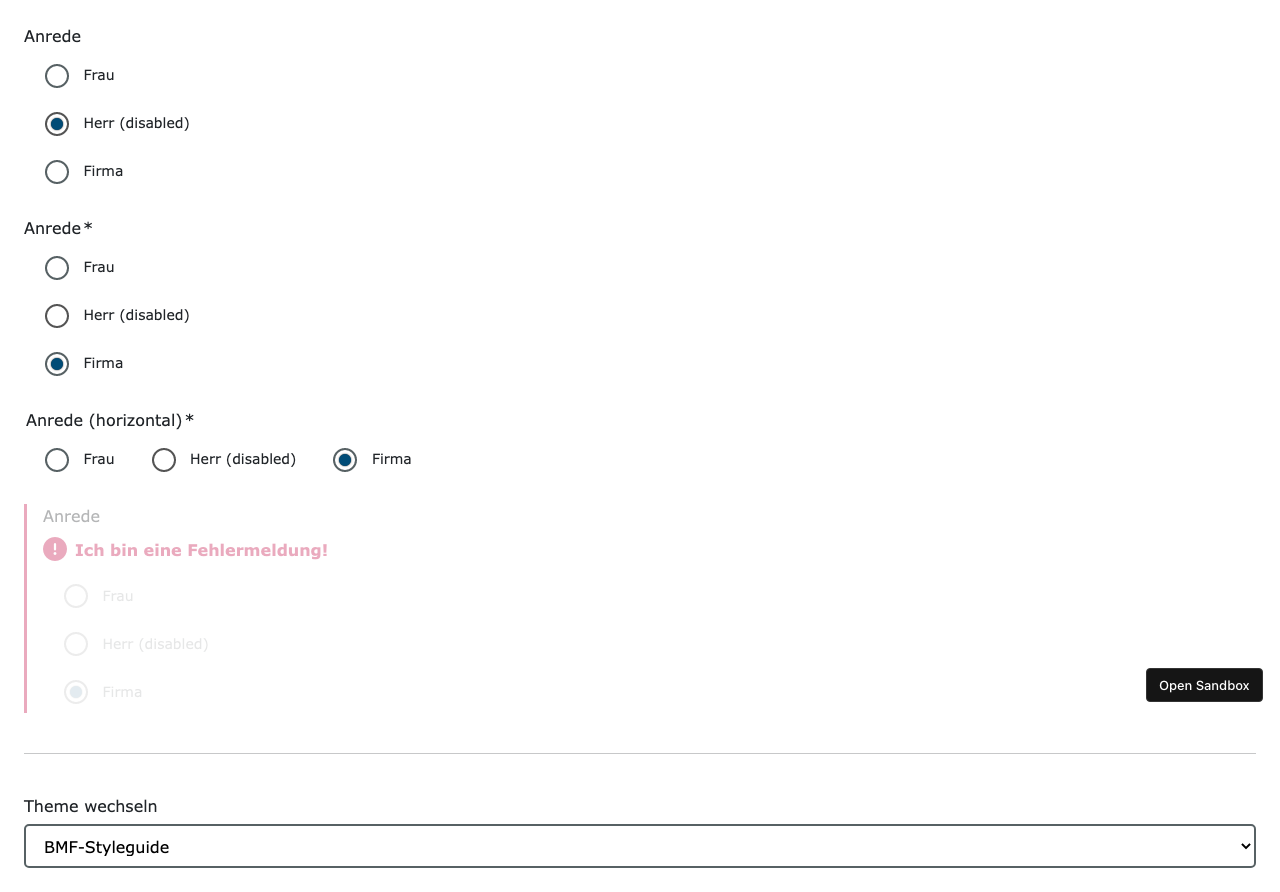 Anrede
Frau
Herr (disabled)
Firma
Anrede*
Frau
Herr (disabled)
Firma
Anrede (horizontal)*
Frau Herr (disabled) Firma
Anrede
! Ich bin eine Fehlermeldung!
Frau
Herr (disabled)
Firma
Open Sandbox
Theme wechseln
BMF-Styleguide